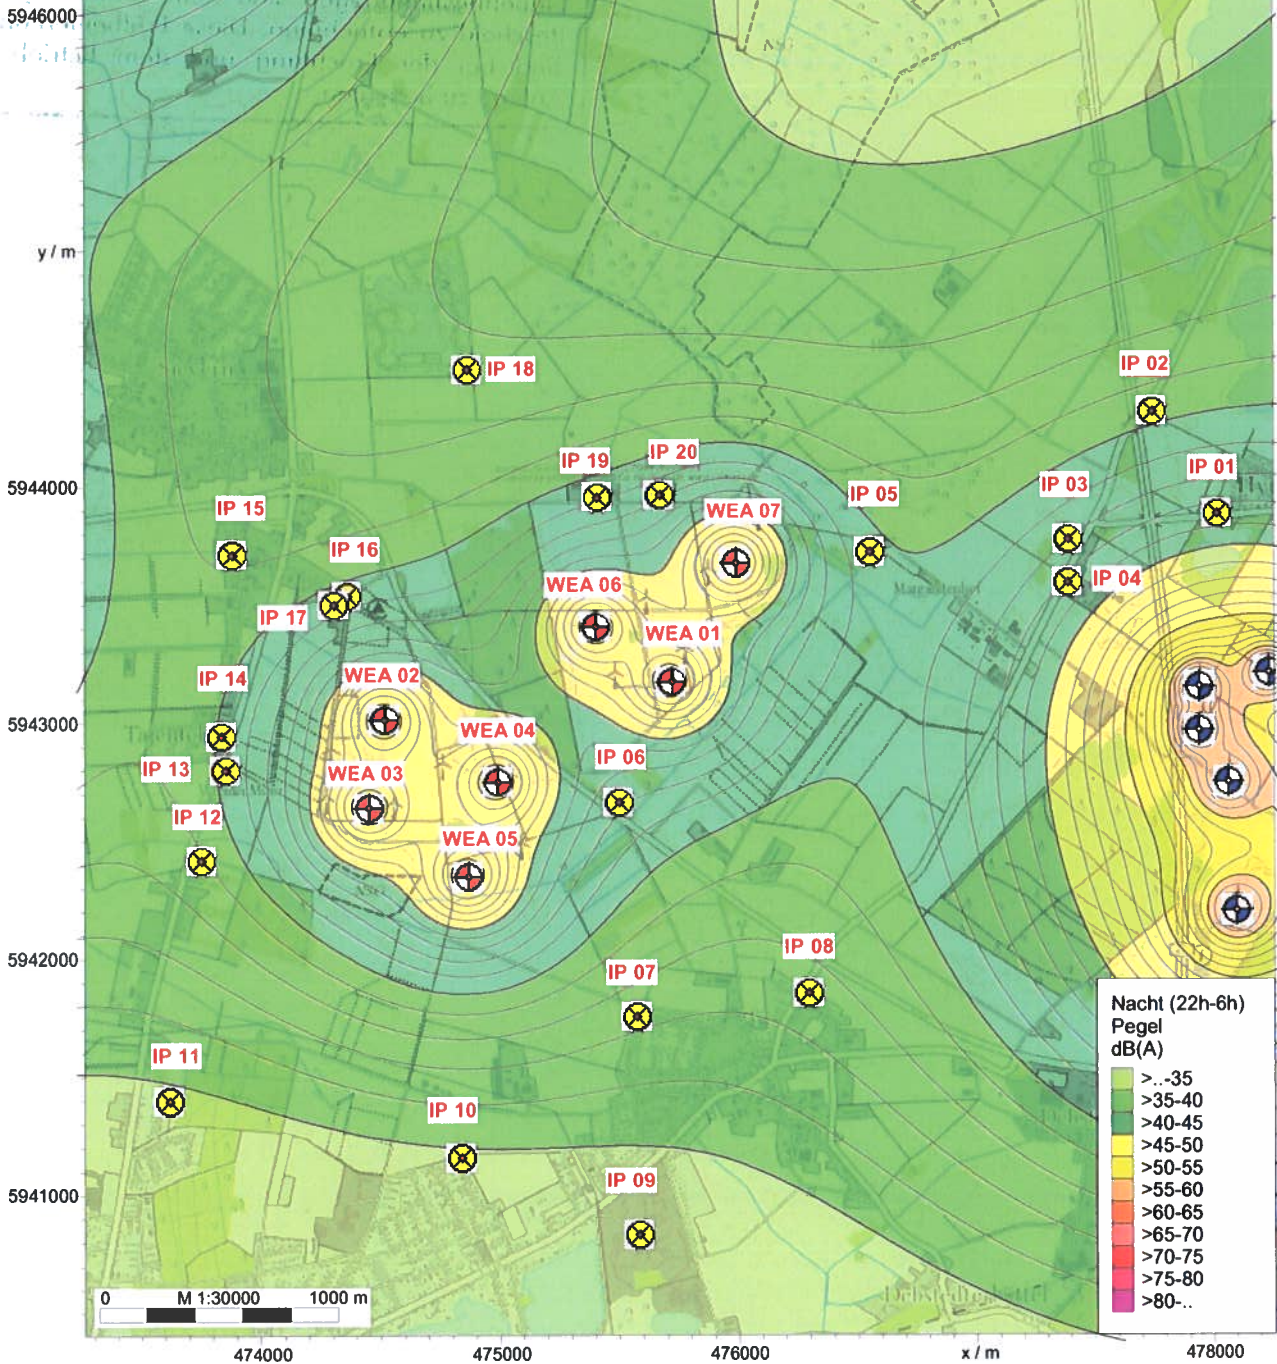 5946000
NSG
y / m
IP 02
IP 18
IP 19
IP 20
IP 01
5944000
IP 03
IP 05
IP 15
WEA 07
IP 16
IP 04
WEA 06
IP 17
WEA 01
WEA 02
IP 14
WEA 04
5943000
IP 06
IP 13
WEA 03
IP 12
WEA 05
NSG
IP 08
5942000
IP 07
Nacht (22h-6h)
Pegel
dB(A)
IP 11
>..-35
>35-40
IP 10
>40-45
>45-50
>50-55
IP 09
>55-60
5941000
>60-65
>65-70
>70-75
>75-80
>80-..
0 M 1:30000 1000 m
474000 475000 476000 x / m 478000